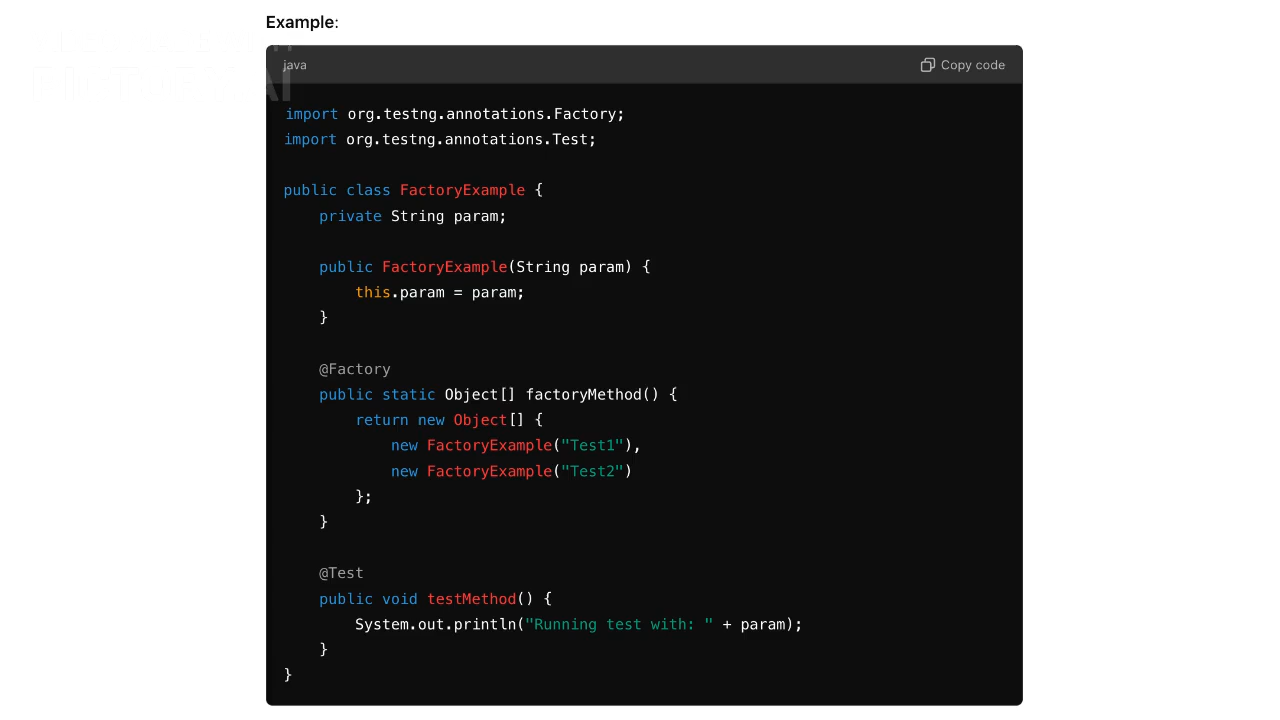 Example:
java
Copy code
import org.testng.annotations.Factory;
import org.testng.annotations.Test;
public class FactoryExample {
    private String param;
    public FactoryExample(String param) {
        this.param = param;
    }
    @Factory
    public static Object[] factoryMethod() {
        return new Object[] {
            new FactoryExample("Test1"),
            new FactoryExample("Test2")
        };
    }
    @Test
    public void testMethod() {
        System.out.println("Running test with: " + param);
    }
}